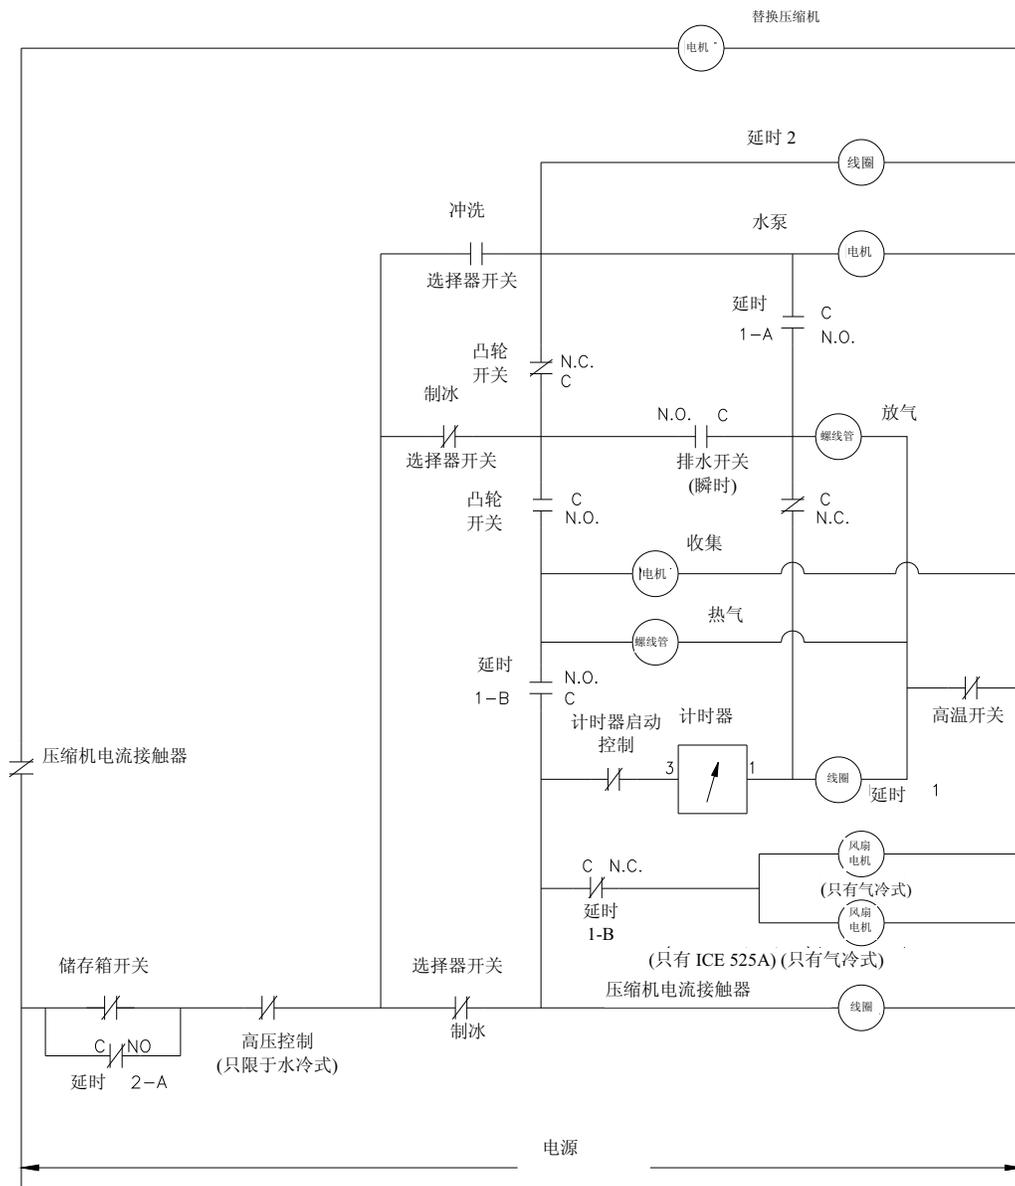 替换压缩机
电机
延时 2
线圈
冲洗
水泵
电机
选择器开关
延时
1-A
C
N.O.
凸轮
开关
N.C.
C
制冰
选择器开关
N.O. C
排水开关
(瞬时)
放气
螺线管
凸轮
开关
C
N.O.
C
N.C.
收集
电机
热气
螺线管
延时
1-B
N.O.
C
高温开关
计时器启动
控制
计时器
3
1
线圈
延时 1
压缩机电流接触器
风扇
电机
(只有气冷式)
C N.C.
延时
1-B
风扇
电机
(只有 ICE 525A) (只有气冷式)
储存箱开关
选择器开关
制冰
压缩机电流接触器
线圈
高压控制
(只限于水冷式)
C NO
延时 2-A
电源